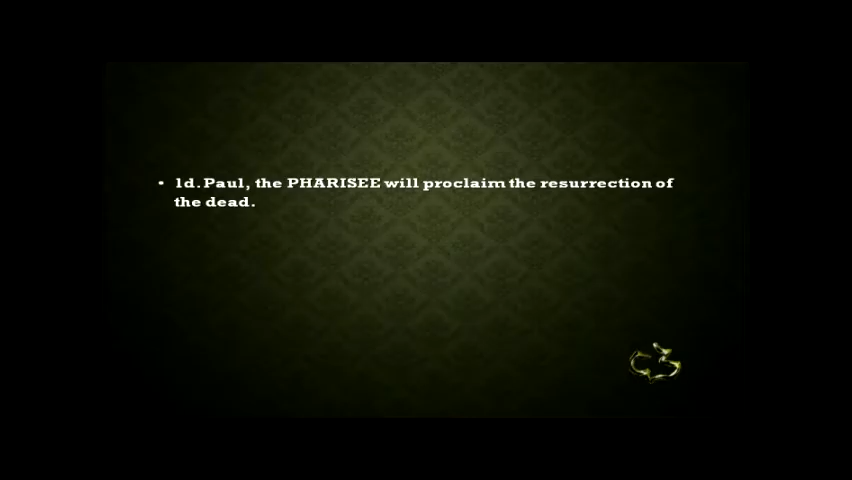 • 1d. Paul, the PHARISEE will proclaim the resurrection of
the dead.